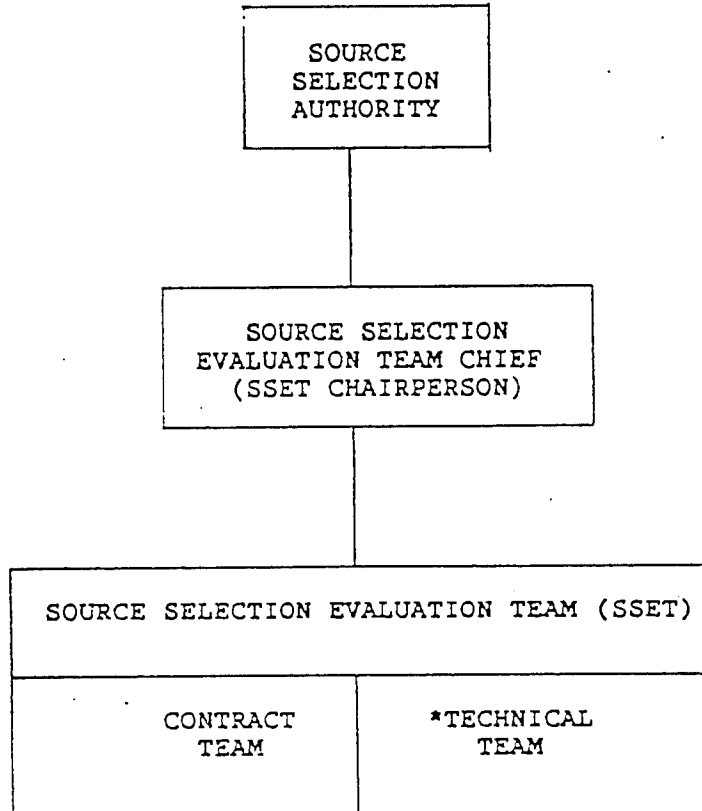 SOURCE
SELECTION
AUTHORITY
SOURCE SELECTION
EVALUATION TEAM CHIEF
(SSET CHAIRPERSON)
SOURCE SELECTION EVALUATION TEAM (SSET)
CONTRACT
TEAM
*TECHNICAL
TEAM